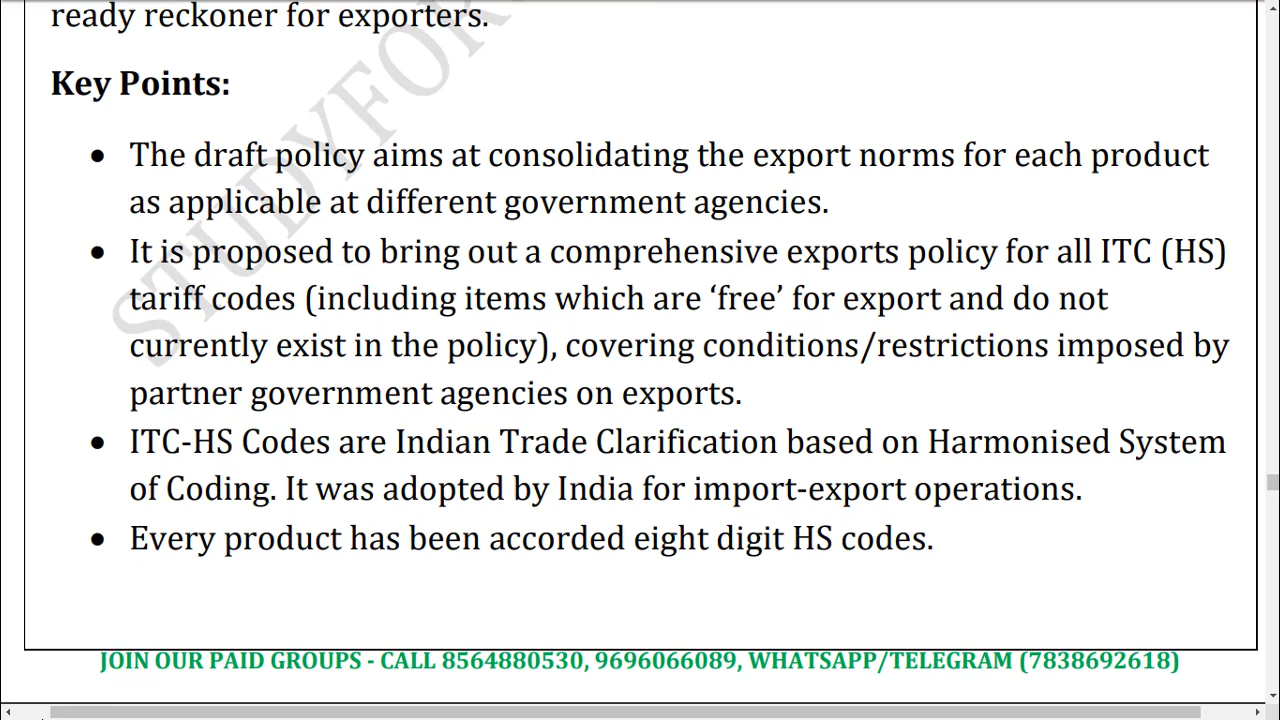 ready reckoner for exporters.
Key Points:
• The draft policy aims at consolidating the export norms for each product
as applicable at different government agencies.
• It is proposed to bring out a comprehensive exports policy for all ITC (HS)
tariff codes (including items which are ‘free’ for export and do not
currently exist in the policy), covering conditions/restrictions imposed by
partner government agencies on exports.
• ITC-HS Codes are Indian Trade Clarification based on Harmonised System
of Coding. It was adopted by India for import-export operations.
• Every product has been accorded eight digit HS codes.
STUDYFOR
JOIN OUR PAID GROUPS - CALL 8564880530, 9696066089, WHATSAPP/TELEGRAM (7838692618)